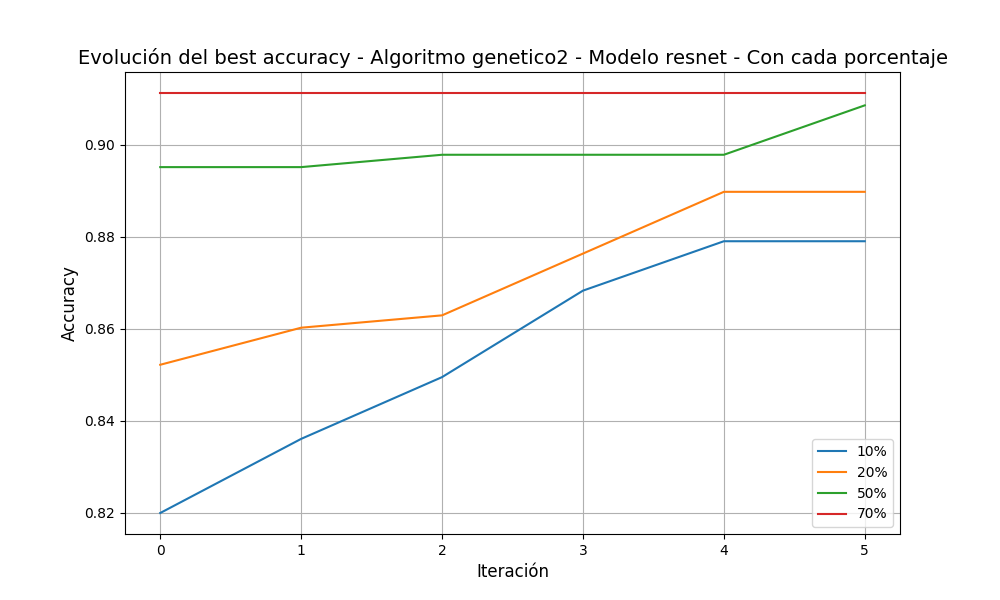 Evolución del best accuracy - Algoritmo genetico2 - Modelo resnet - Con cada porcentaje
Accuracy
0.90
0.88
0.86
0.84
0.82
0 1 2 3 4 5
Iteración
10%
20%
50%
70%